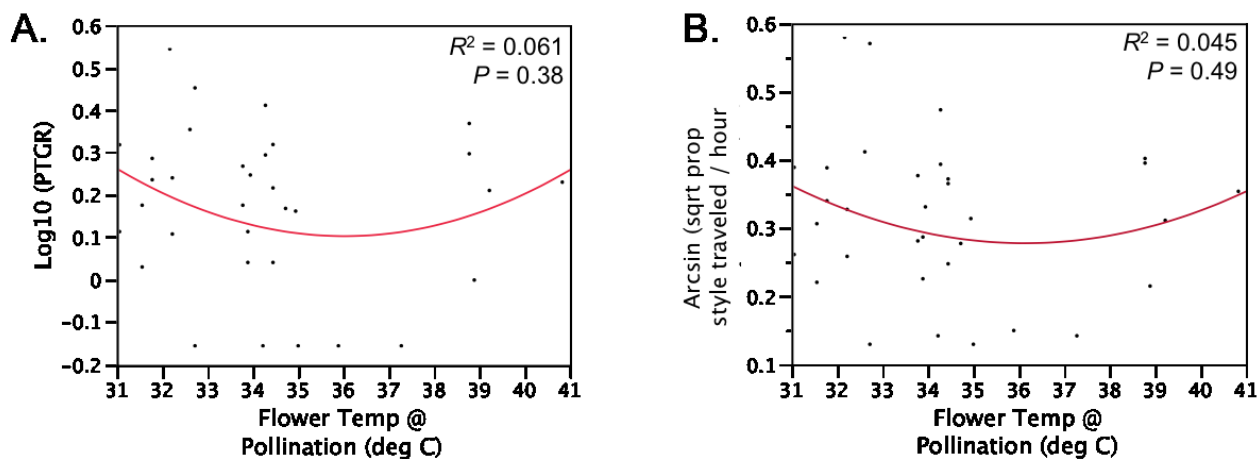 A.
R² = 0.061
P = 0.38
Log10 (PTGR)
0.6
0.5
0.4
0.3
0.2
0.1
0
−0.1
−0.2
31 32 33 34 35 36 37 38 39 40 41
Flower Temp @
Pollination (deg C)
B.
R² = 0.045
P = 0.49
Arcsin (sqrt prop
style traveled / hour
0.6
0.5
0.4
0.3
0.2
0.1
31 32 33 34 35 36 37 38 39 40 41
Flower Temp @
Pollination (deg C)